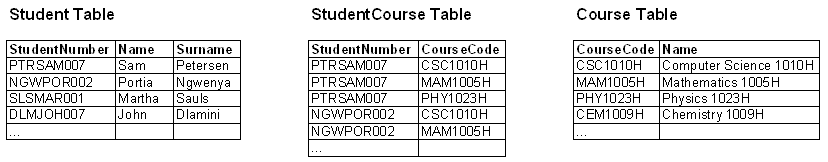 Student Table
StudentNumber Name Surname
PTRSAM007 Sam Petersen
NGWPOR002 Portia Ngwenya
SLSMAR001 Martha Sauls
DLMJOH007 John Dlamini
...
StudentCourse Table
StudentNumber CourseCode
PTRSAM007 CSC1010H
PTRSAM007 MAM1005H
PTRSAM007 PHY1023H
NGWPOR002 CSC1010H
NGWPOR002 MAM1005H
...
Course Table
CourseCode Name
CSC1010H Computer Science 1010H
MAM1005H Mathematics 1005H
PHY1023H Physics 1023H
CEM1009H Chemistry 1009H
...